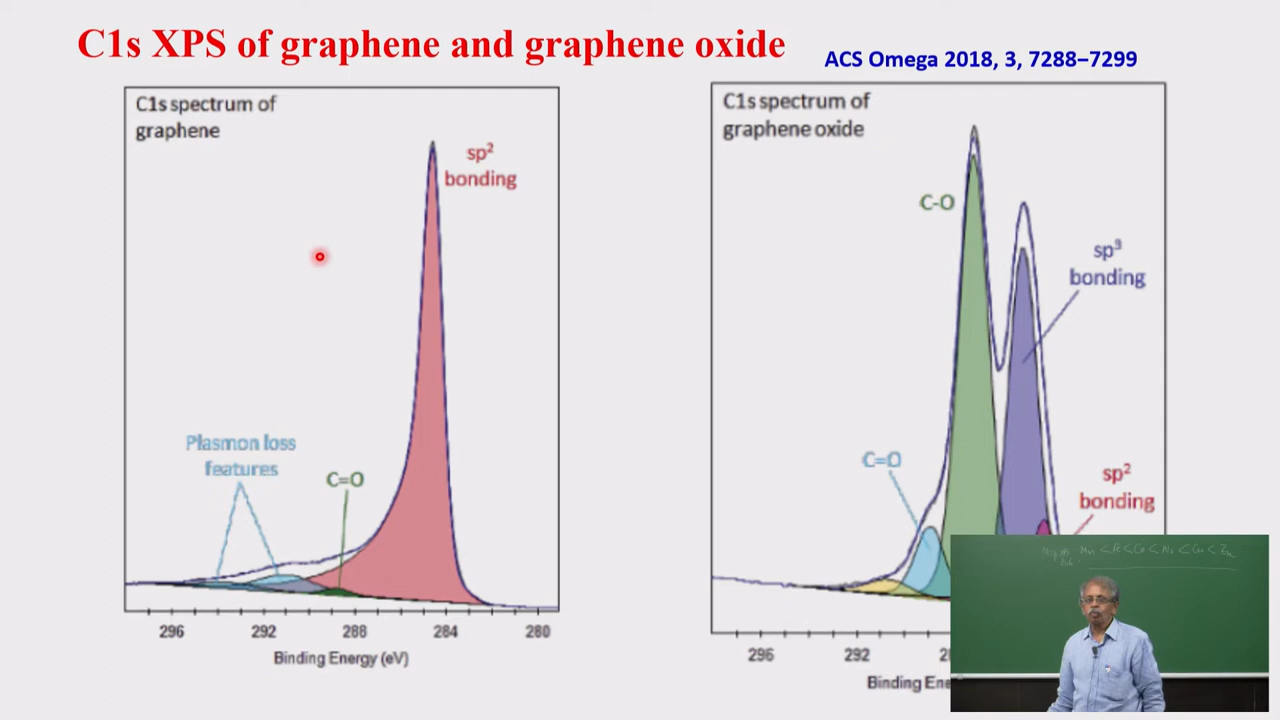 C1s XPS of graphene and graphene oxide
ACS Omega 2018, 3, 7288–7299
C1s spectrum of
graphene
sp²
bonding
Plasmon loss
features
C=O
296 292 288 284 280
Binding Energy (eV)
C1s spectrum of
graphene oxide
C-O
sp³
bonding
C=O
sp²
bonding
296 292
Binding Ene